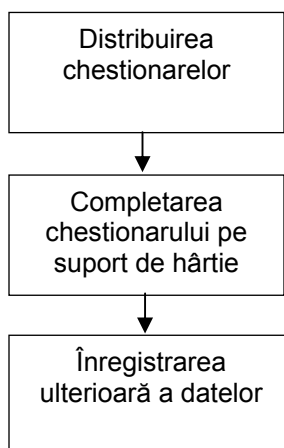 Distribuirea
chestionarelor
Completarea
chestionarului pe
suport de hârtie
Înregistrarea
ulterioară a datelor